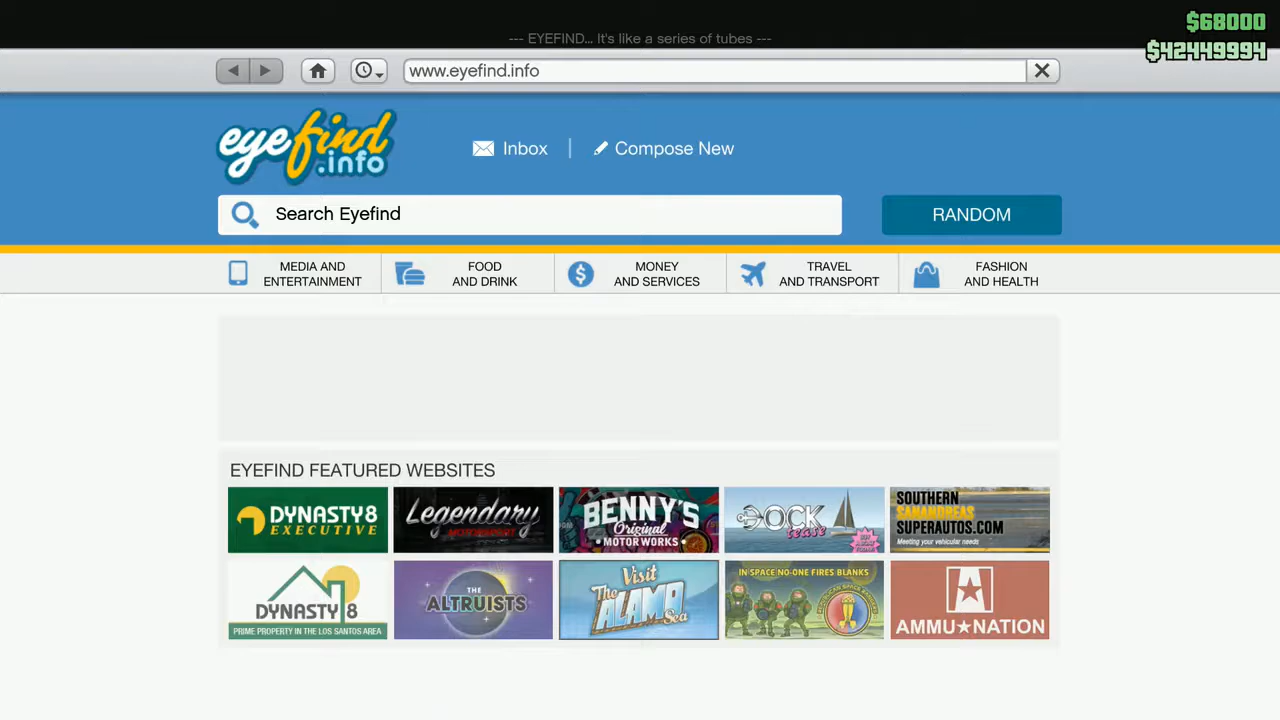 $68000
--- EYEFIND... It's like a series of tubes ---
$42449994
www.eyefind.info
eyefind
.info
Inbox
Compose New
Search Eyefind
RANDOM
MEDIA AND
ENTERTAINMENT
FOOD
AND DRINK
MONEY
AND SERVICES
TRAVEL
AND TRANSPORT
FASHION
AND HEALTH
EYEFIND FEATURED WEBSITES
DYNASTY8
EXECUTIVE
Legendary
MOTORSPORT
BENNY'S
Original
MOTORWORKS
DOCK
tease
SOUTHERN
SANANDREAS
SUPERAUTOS.COM
Meeting your vehicular needs
DYNASTY 8
PRIME PROPERTY IN THE LOS SANTOS AREA
THE
ALTRUISTS
Visit
The
ALAMO
Sea
IN SPACE NO-ONE FIRES BLANKS
AMMU★NATION